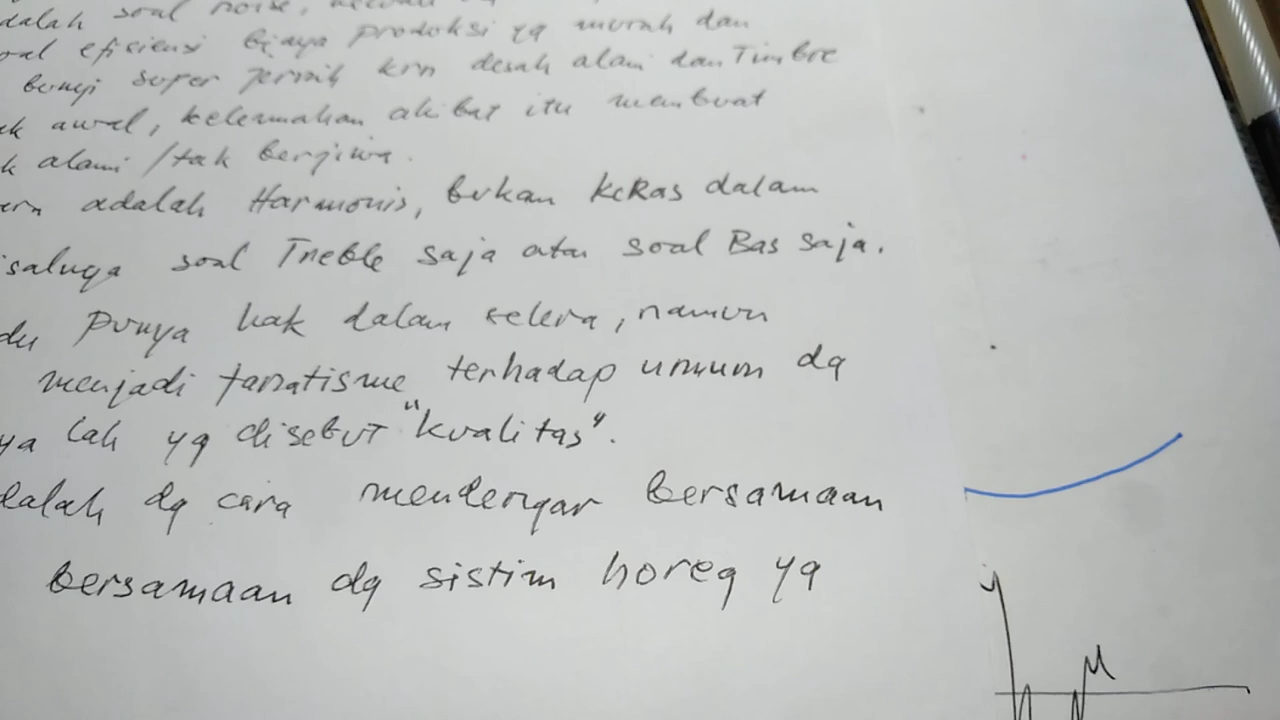 dalah soal noise,
efisiensi biaya produksi yg murah dan
bunyi super jernih krn desah alam dan Timbre
awal, kelemahan akibat itu membuat
k alami / tak berjiwa.
ern adalah Harmonis, bukan keRas dalam
soal Treble saja atau soal Bas saja.
du punya hak dalam selera, namun
menjadi fanatisme terhadap umum dg
ya lah yg disebut "kualitas".
dalah dg cara mendengar bersamaan
bersamaan dg sistim horeg yg
y
M